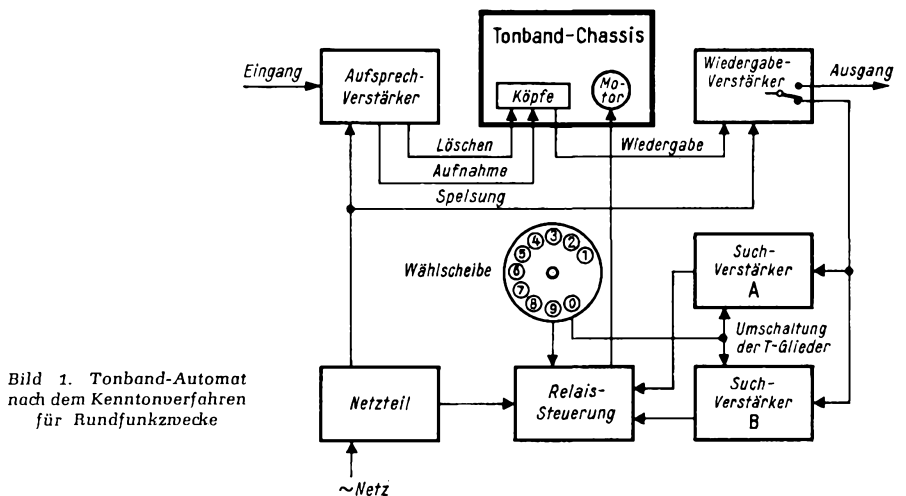 Tonband-Chassis
Eingang
Aufsprech-
Verstärker
Köpfe
Mo-
tor
Wiedergabe-
Verstärker
Ausgang
Löschen
Wiedergabe
Aufnahme
Speisung
Wählscheibe
1
2
3
4
5
6
7
8
9
0
Such-
Verstärker
A
Umschaltung
der T-Glieder
Such-
Verstärker
B
Netzteil
Relais-
Steuerung
~Netz
Bild 1. Tonband-Automat
nach dem Kenntonverfahren
für Rundfunkzwecke